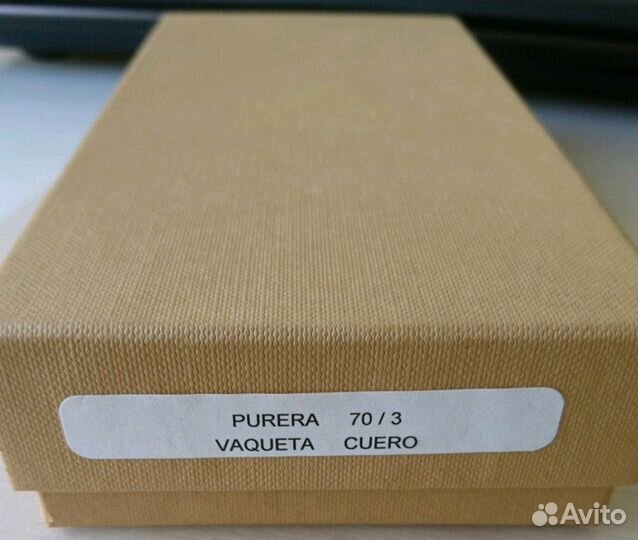 PURERA 70 / 3
VAQUETA CUERO
Avito